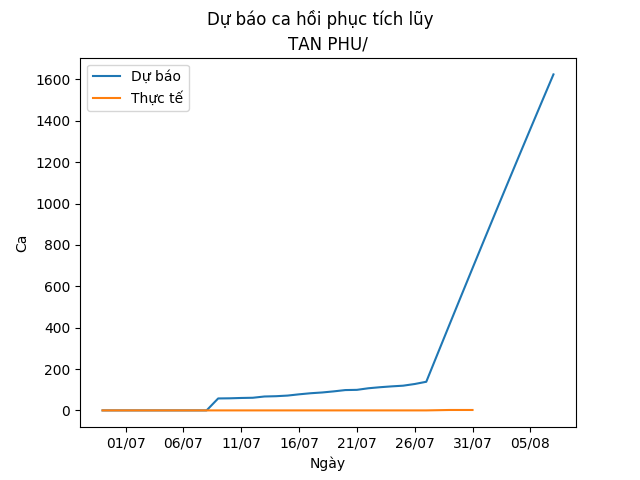 Dự báo ca hồi phục tích lũy
TAN PHU/
Dự báo
Thực tế
1600
1400
1200
1000
800
600
400
200
0
Ca
01/07 06/07 11/07 16/07 21/07 26/07 31/07 05/08
Ngày